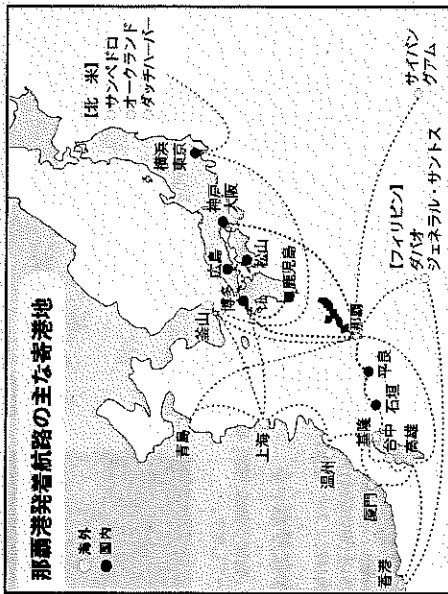 那覇港発着航路の主な寄港地
海外
国内
【北 米】
サンペドロ
オークランド
ダッチハーバー
横浜
東京
神戸
大阪
広島
松山
博多
鹿児島
釜山
青島
上海
那覇
平良
石垣
基隆
台中
高雄
温州
厦門
香港
【フィリピン】
ダバオ
ジェネラル・サントス
サイパン
グアム